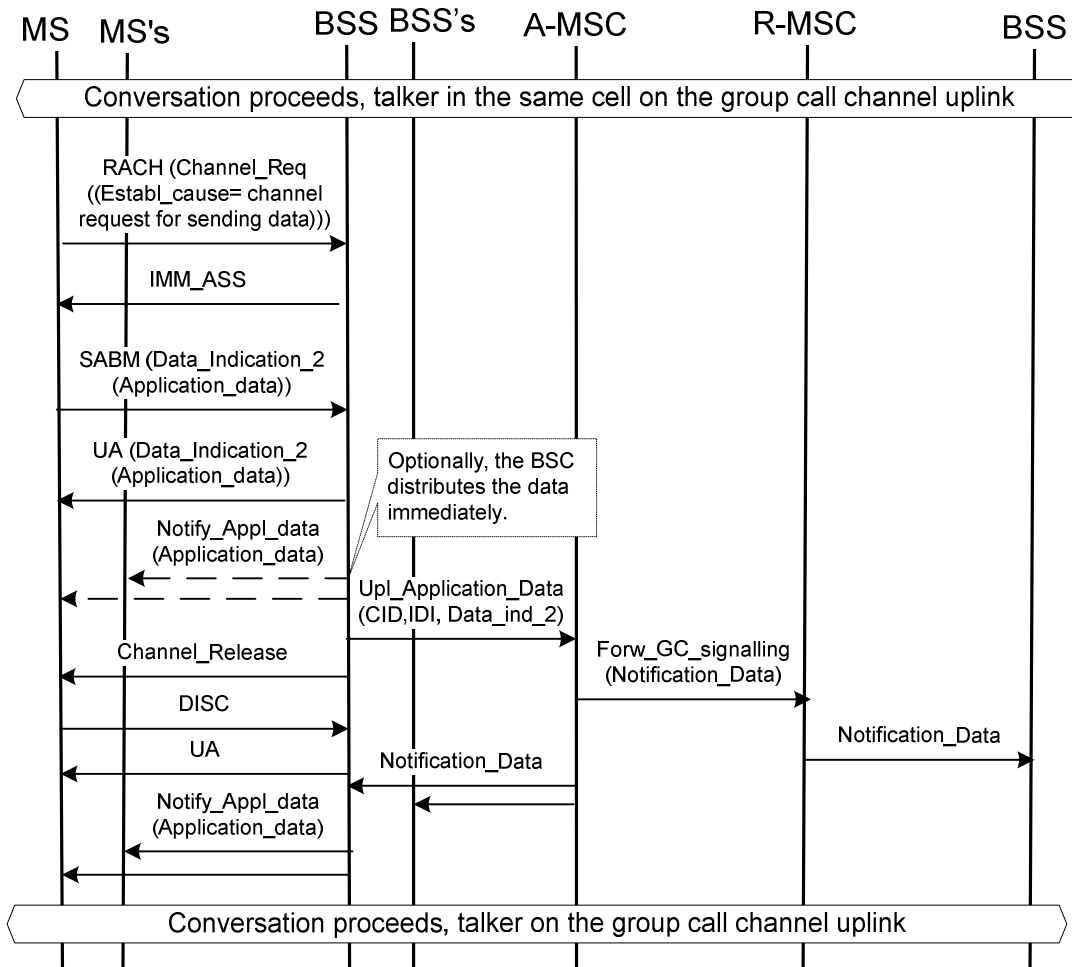 MS MS's BSS BSS's A-MSC R-MSC BSS
Conversation proceeds, talker in the same cell on the group call channel uplink
RACH (Channel_Req
((Establ_cause= channel
request for sending data)))
IMM_ASS
SABM (Data_Indication_2
(Application_data))
UA (Data_Indication_2
(Application_data))
Optionally, the BSC
distributes the data
immediately.
Notify_Appl_data
(Application_data)
Upl_Application_Data
(CID,IDI, Data_ind_2)
Channel_Release
Forw_GC_signalling
(Notification_Data)
DISC
Notification_Data
UA
Notification_Data
Notify_Appl_data
(Application_data)
Conversation proceeds, talker on the group call channel uplink